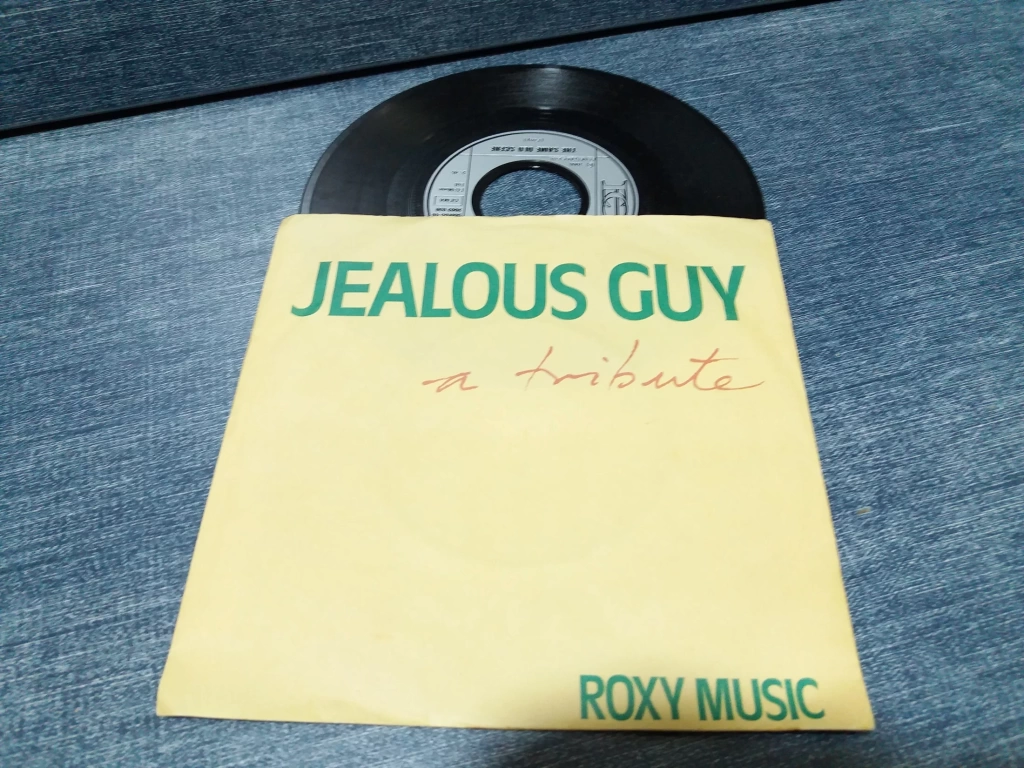 THE SAME OLD SCENE
JEALOUS GUY
a tribute
ROXY MUSIC